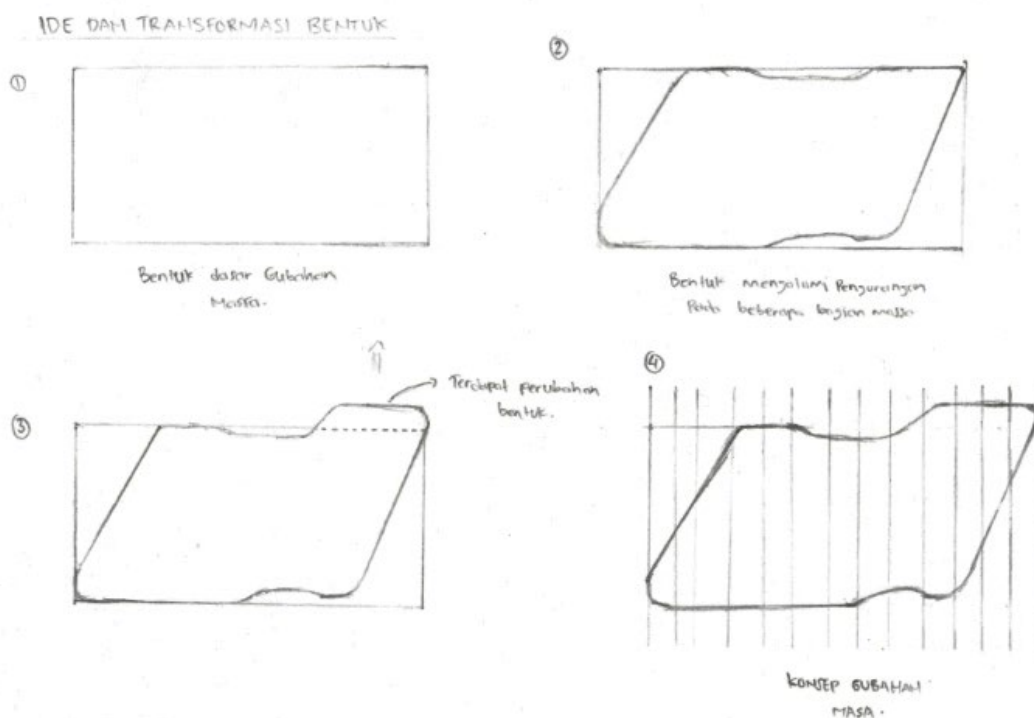 IDE DAN TRANSFORMASI BENTUK
①
Bentuk dasar Gubahan
Massa.
②
Bentuk mengalami Pengurangan
Pada beberapa bagian massa
③
Terdapat perubahan
bentuk.
④
KONSEP GUBAHAN
MASA.